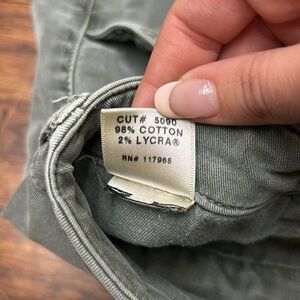 CUT# 5090
98% COTTON
2% LYCRA®
RN# 117965